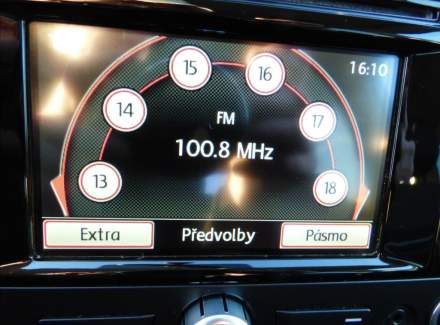 16:10
15 16
14 17
13 18
FM
100.8 MHz
Extra Předvolby Pásmo